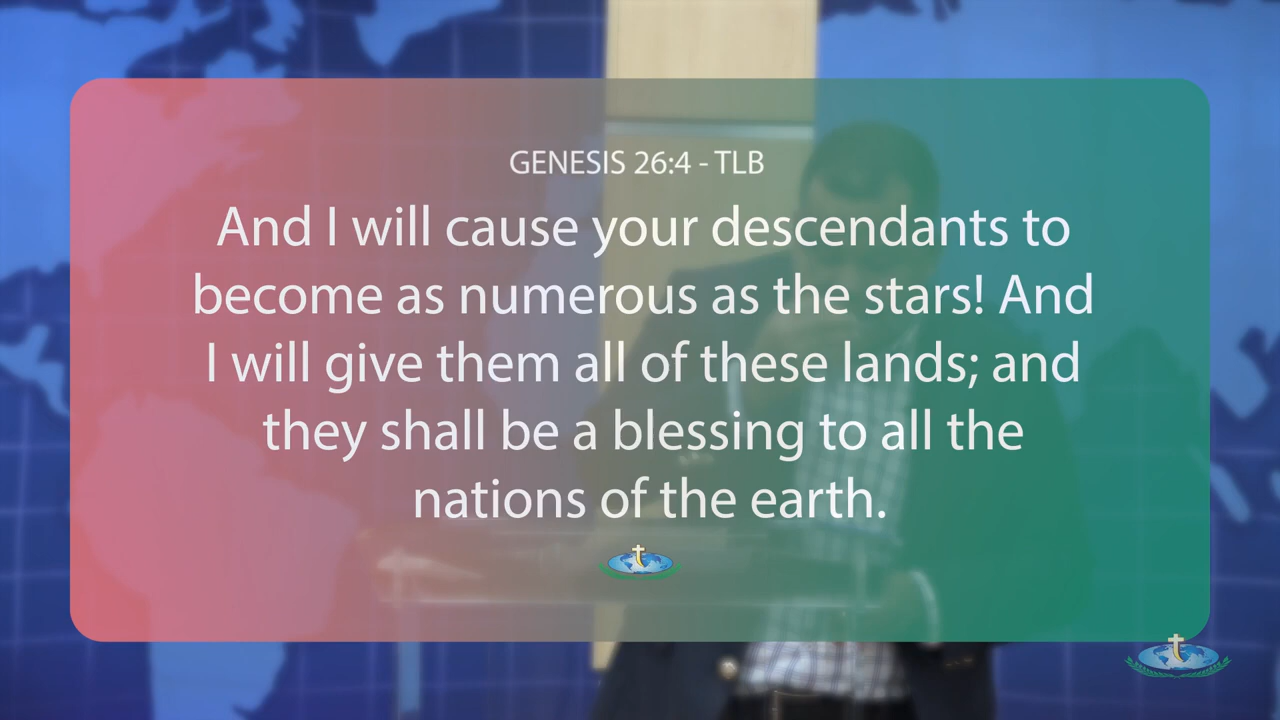 GENESIS 26:4 - TLB
And I will cause your descendants to
become as numerous as the stars! And
I will give them all of these lands; and
they shall be a blessing to all the
nations of the earth.